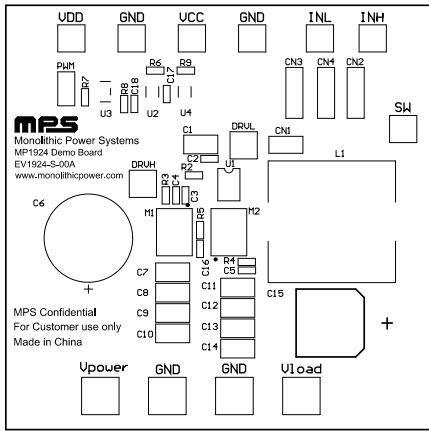 VDD GND VCC GND INL INH
PWM R7 R8 C18 R6 C17 R9 CN3 CN4 CN2
U3 U2 U4
SW
MPS
Monolithic Power Systems
MP1924 Demo Board
EV1924-S-00A
www.monolithicpower.com
C1 DRVL CN1
C2 L1
DRVH R2 U1
C6 R3 C4 C3
M1 R5 M2
C16 R4
C5
C7 C11 C15
C8 C12
C9 C13
C10 C14
+ +
MPS Confidential
For Customer use only
Made in China
Vpower GND GND Vload